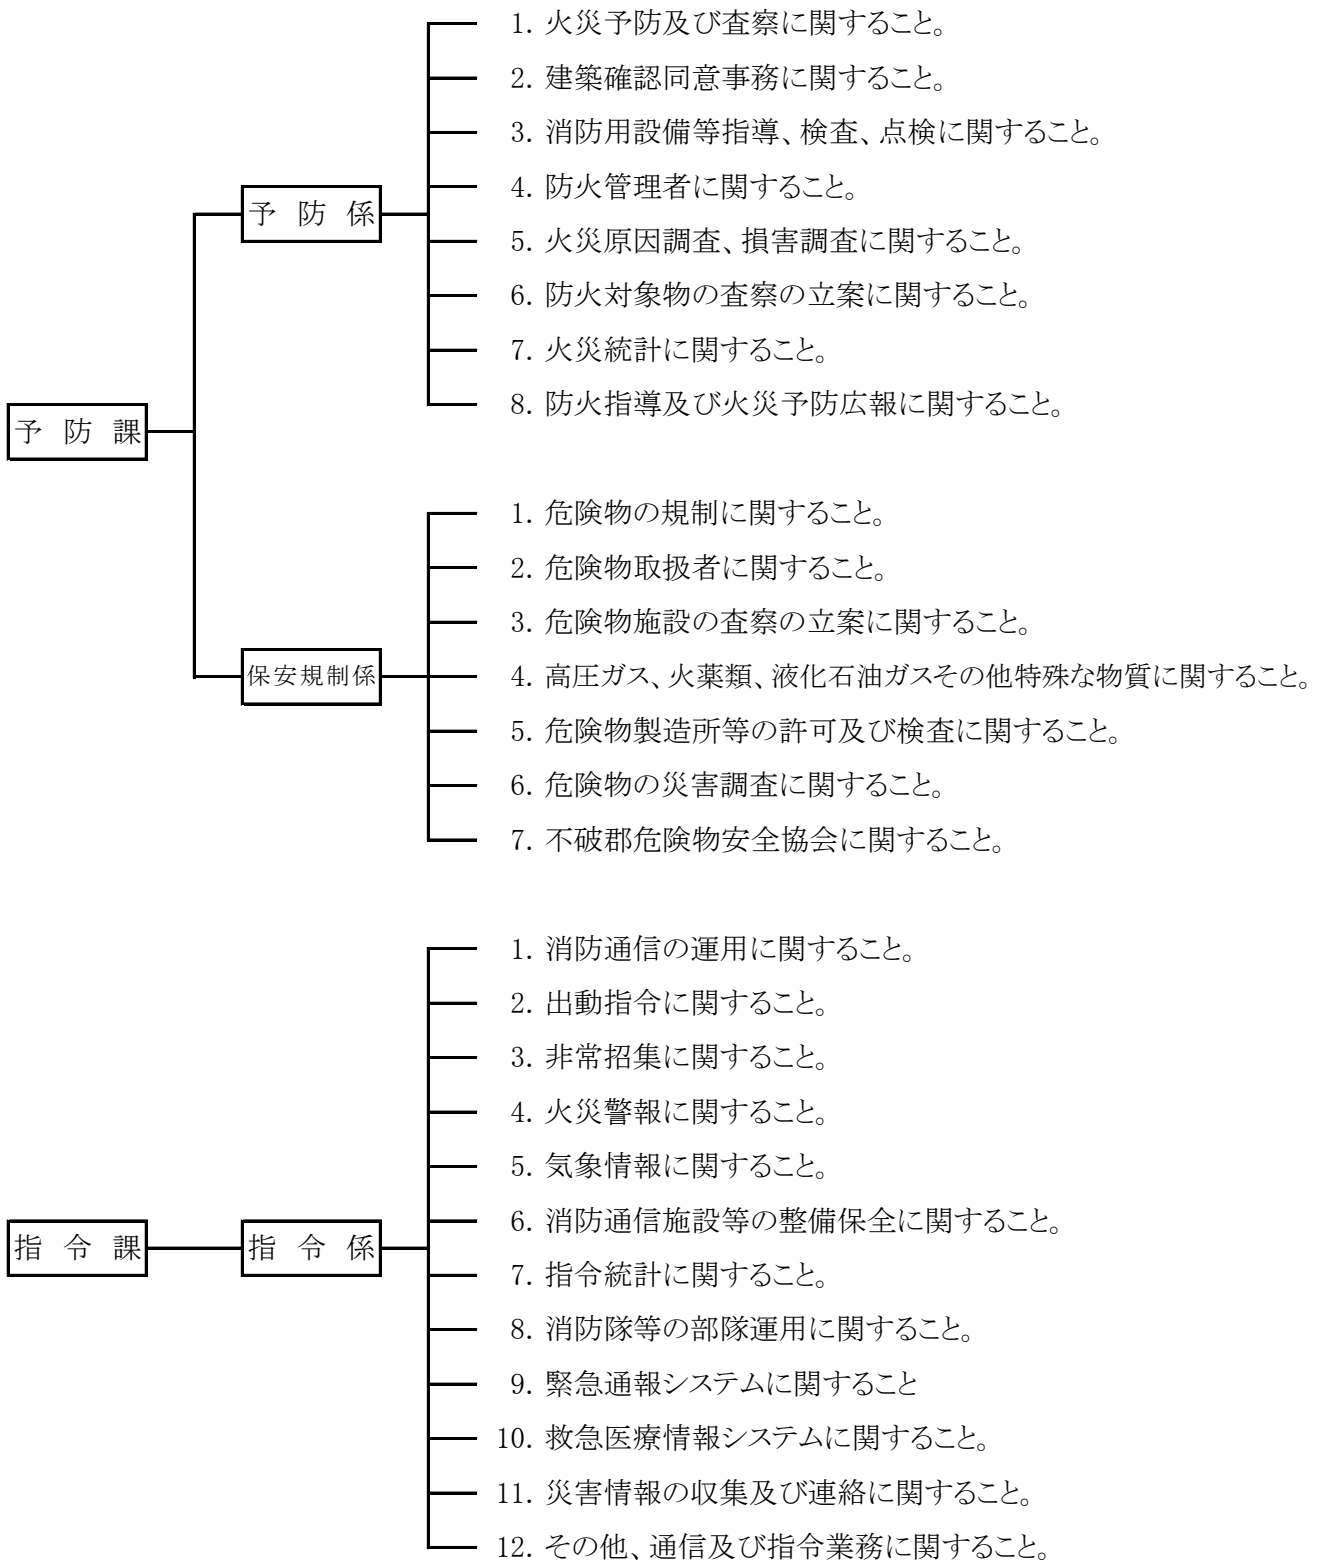 予防課
予防係
1. 火災予防及び査察に関すること。
2. 建築確認同意事務に関すること。
3. 消防用設備等指導、検査、点検に関すること。
4. 防火管理者に関すること。
5. 火災原因調査、損害調査に関すること。
6. 防火対象物の査察の立案に関すること。
7. 火災統計に関すること。
8. 防火指導及び火災予防広報に関すること。
保安規制係
1. 危険物の規制に関すること。
2. 危険物取扱者に関すること。
3. 危険物施設の査察の立案に関すること。
4. 高圧ガス、火薬類、液化石油ガスその他特殊な物質に関すること。
5. 危険物製造所等の許可及び検査に関すること。
6. 危険物の災害調査に関すること。
7. 不破郡危険物安全協会に関すること。
指令課
指令係
1. 消防通信の運用に関すること。
2. 出動指令に関すること。
3. 非常招集に関すること。
4. 火災警報に関すること。
5. 気象情報に関すること。
6. 消防通信施設等の整備保全に関すること。
7. 指令統計に関すること。
8. 消防隊等の部隊運用に関すること。
9. 緊急通報システムに関すること
10. 救急医療情報システムに関すること。
11. 災害情報の収集及び連絡に関すること。
12. その他、通信及び指令業務に関すること。